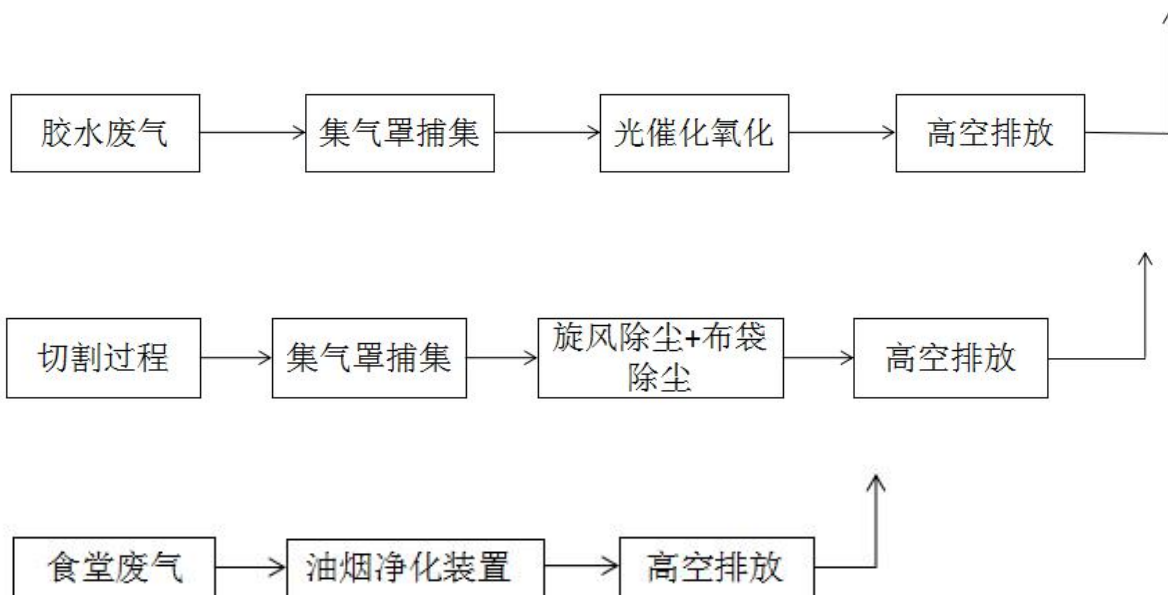 胶水废气
集气罩捕集
光催化氧化
高空排放
切割过程
集气罩捕集
旋风除尘+布袋
除尘
高空排放
食堂废气
油烟净化装置
高空排放